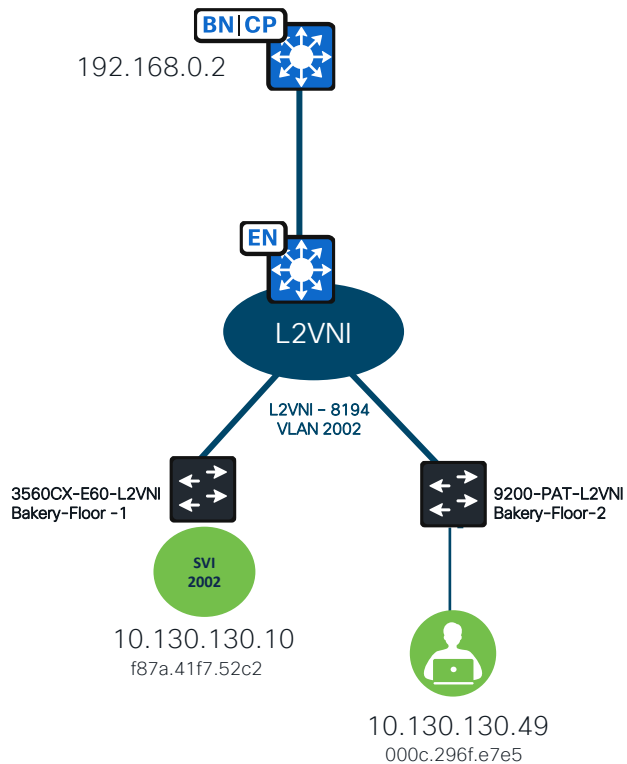 BN|CP
192.168.0.2
EN
L2VNI
L2VNI – 8194
VLAN 2002
3560CX-E60-L2VNI
Bakery-Floor -1
9200-PAT-L2VNI
Bakery-Floor-2
SVI
2002
10.130.130.10
f87a.41f7.52c2
10.130.130.49
000c.296f.e7e5